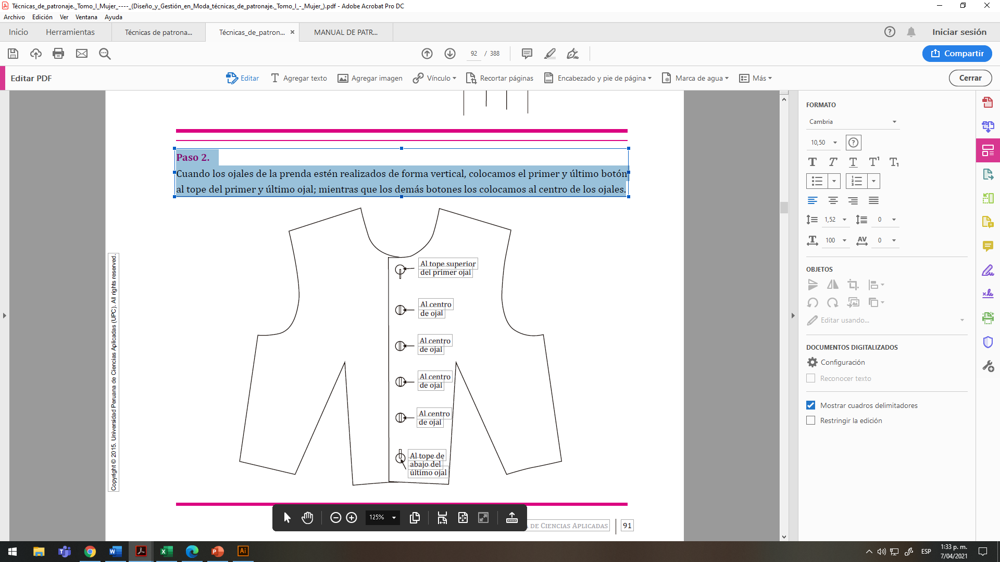 Técnicas_de_patronaje._Tomo_I_Mujer_----_(Diseño_y_Gestión_en_Moda_técnicas_de_patronaje._Tomo_I_-_Mujer_).pdf - Adobe Acrobat Pro DC
Archivo Edición Ver Ventana Ayuda
Inicio Herramientas Técnicas de patrona... Técnicas_de_patron... × MANUAL DE PATR... Iniciar sesión
92 / 388 Compartir
Editar PDF Editar Agregar texto Agregar imagen Vínculo Recortar páginas Encabezado y pie de página Marca de agua Más Cerrar
Paso 2.
Cuando los ojales de la prenda estén realizados de forma vertical, colocamos el primer y último botón
al tope del primer y último ojal; mientras que los demás botones los colocamos al centro de los ojales.
Al tope superior
del primer ojal
Al centro
de ojal
Al centro
de ojal
Al centro
de ojal
Al centro
de ojal
Al tope de
abajo del
último ojal
Copyright © 2015. Universidad Peruana de Ciencias Aplicadas (UPC). All rights reserved.
DE CIENCIAS APLICADAS 91
125%
FORMATO
Cambria
10,50
1,52 0
100 AV 0
OBJETOS
Editar usando...
DOCUMENTOS DIGITALIZADOS
Configuración
Reconocer texto
Mostrar cuadros delimitadores
Restringir la edición
ESP
1:33 p. m.
7/04/2021